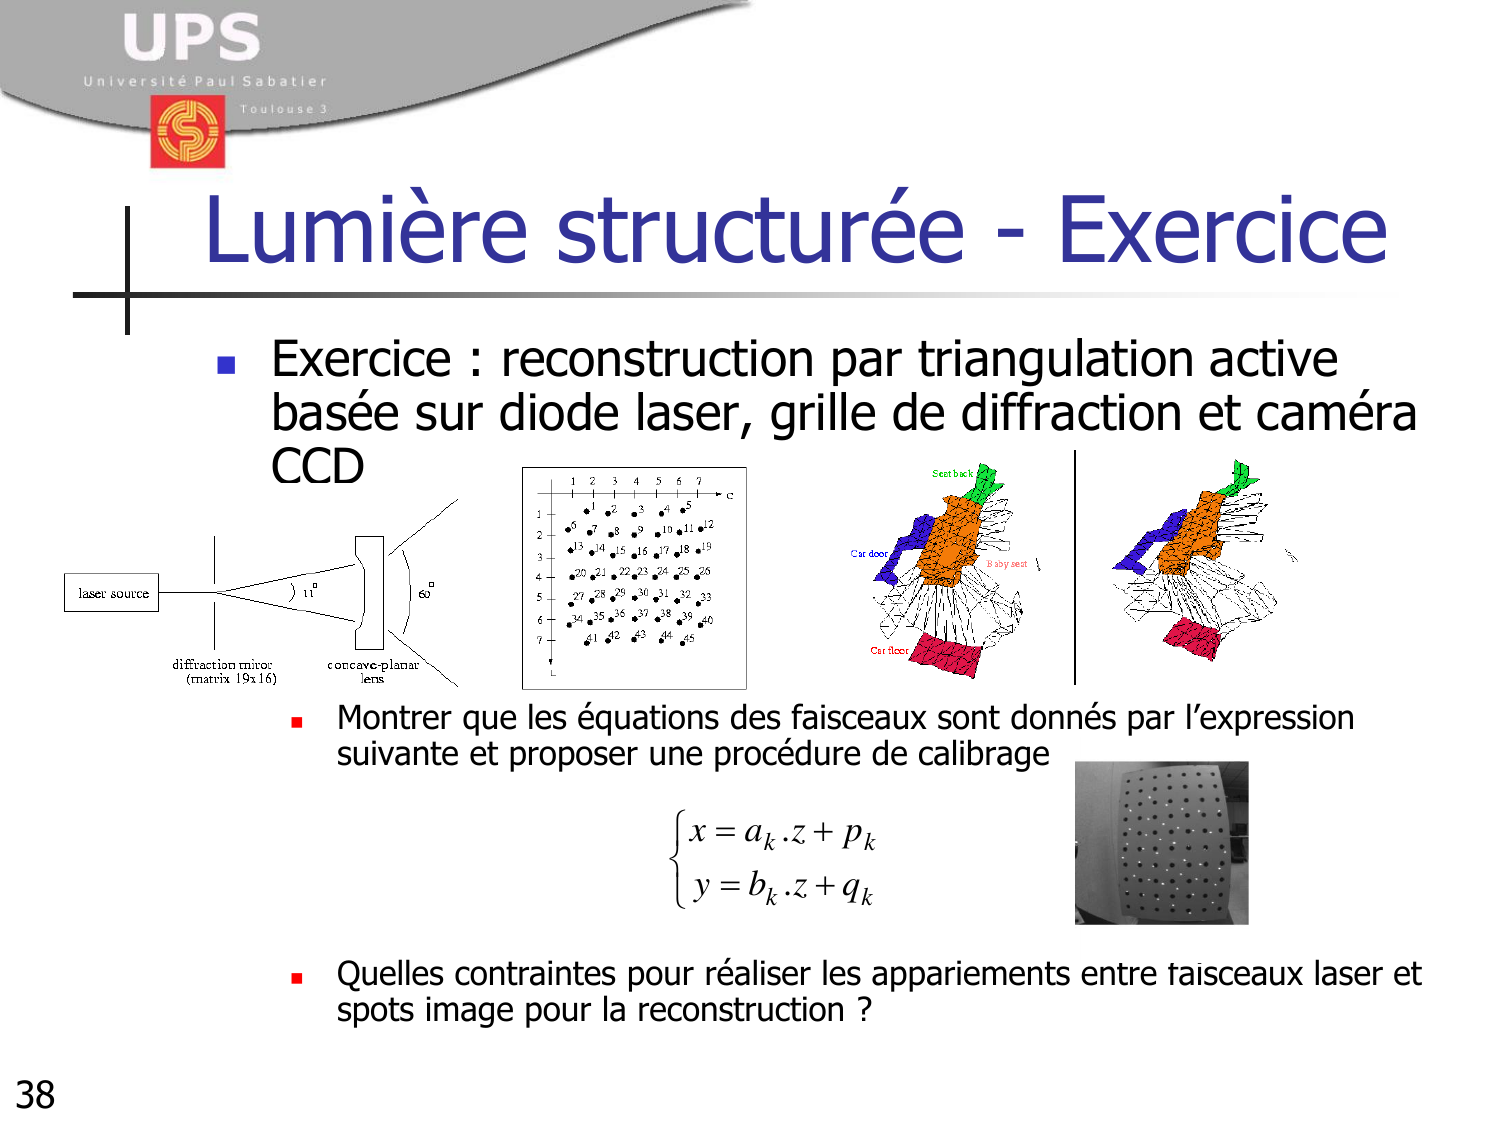 UPS
Université Paul Sabatier
Toulouse 3
Lumière structurée - Exercice
Exercice : reconstruction par triangulation active
basée sur diode laser, grille de diffraction et caméra
CCD
laser source
11
60
diffraction miror
(matrix 19x16)
concave-planar
lens
1 2 3 4 5 6 7
C
1
2
3
4
5
6
7
L
1 2 3 4 5
6 7 8 9 10 11 12
13 14 15 16 17 18 19
20 21 22 23 24 25 26
27 28 29 30 31 32 33
34 35 36 37 38 39 40
41 42 43 44 45
Seat back
Car door
Baby seat
Car floor
Montrer que les équations des faisceaux sont donnés par l’expression
suivante et proposer une procédure de calibrage
x = a_k .z + p_k
y = b_k .z + q_k
Quelles contraintes pour réaliser les appariements entre faisceaux laser et
spots image pour la reconstruction ?
38